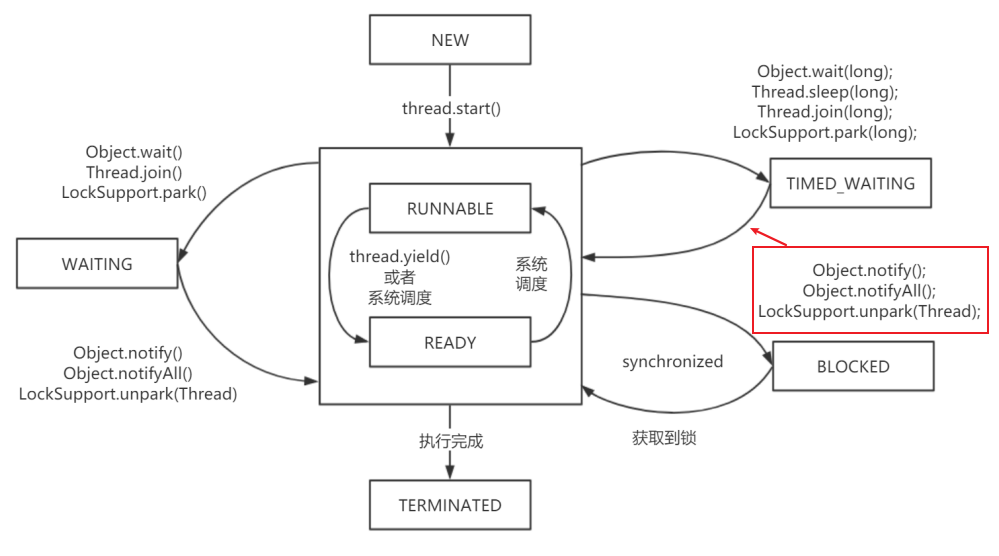 NEW
thread.start()
Object.wait(long);
Thread.sleep(long);
Thread.join(long);
LockSupport.park(long);
Object.wait()
Thread.join()
LockSupport.park()
TIMED_WAITING
RUNNABLE
WAITING
thread.yield()
或者
系统调度
系统
调度
Object.notify();
Object.notifyAll();
LockSupport.unpark(Thread);
READY
Object.notify()
Object.notifyAll()
LockSupport.unpark(Thread)
synchronized
BLOCKED
获取到锁
执行完成
TERMINATED